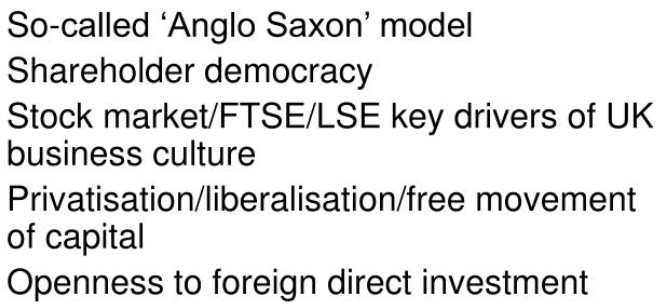 So-called ‘Anglo Saxon’ model
Shareholder democracy
Stock market/FTSE/LSE key drivers of UK
business culture
Privatisation/liberalisation/free movement
of capital
Openness to foreign direct investment